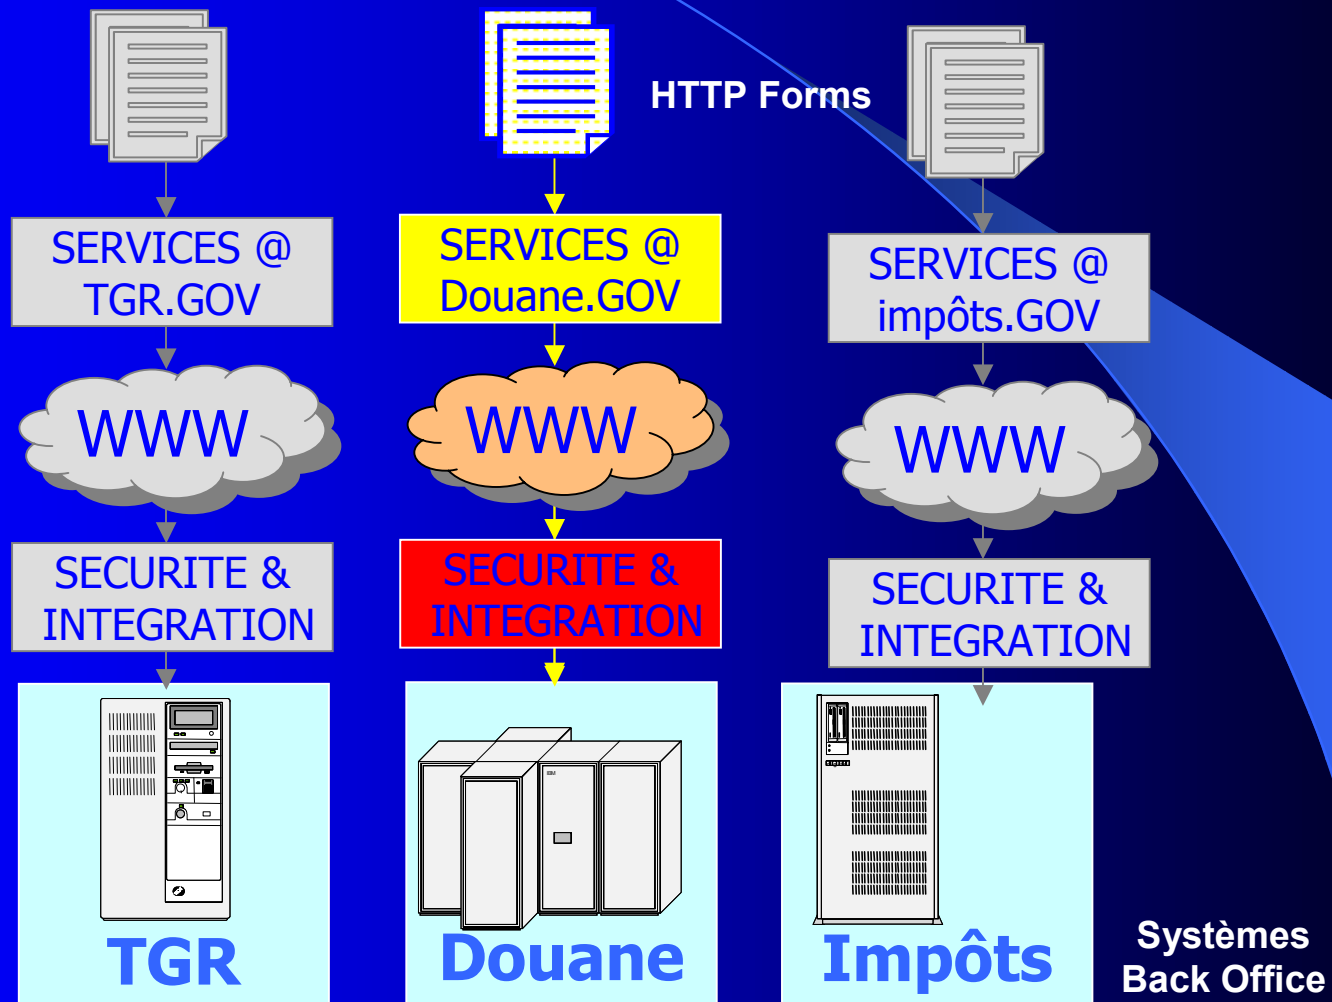 HTTP Forms
SERVICES @
TGR.GOV
SERVICES @
Douane.GOV
SERVICES @
impôts.GOV
WWW
WWW
WWW
SECURITE &
INTEGRATION
SECURITE &
INTEGRATION
SECURITE &
INTEGRATION
IBM
TGR
Douane
Impôts
Systèmes
Back Office